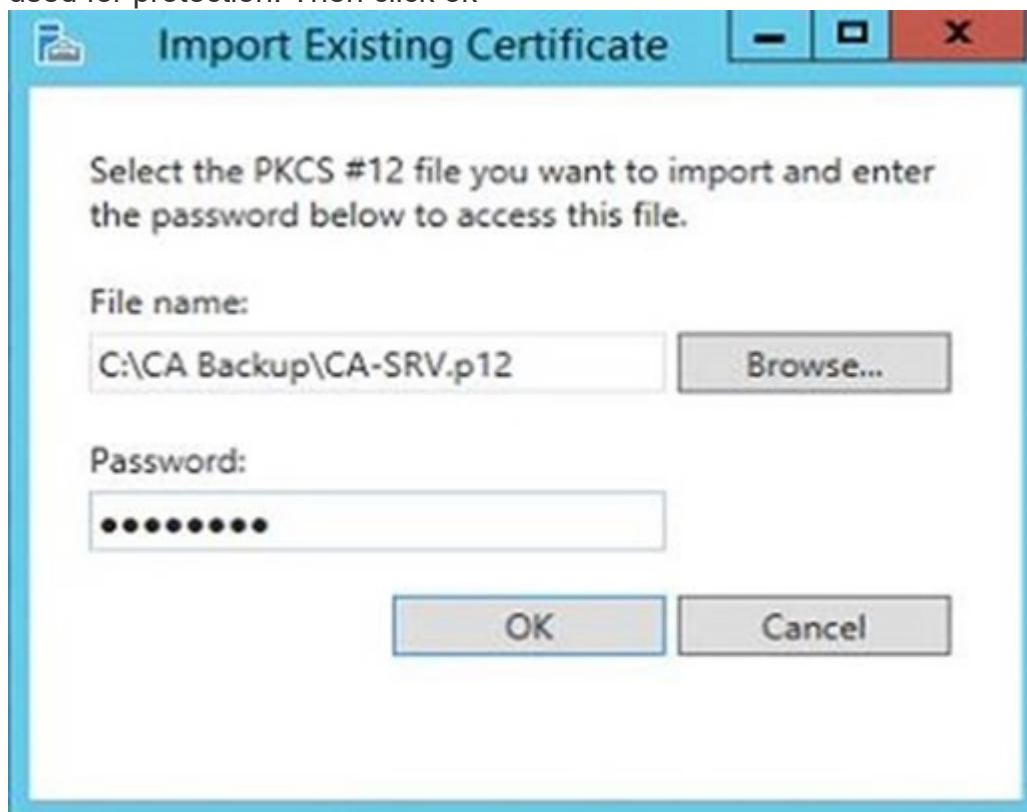 used for protection. Then click ok
Import Existing Certificate
Select the PKCS #12 file you want to import and enter
the password below to access this file.
File name:
C:\CA Backup\CA-SRV.p12
Browse...
Password:
●●●●●●●●
OK
Cancel